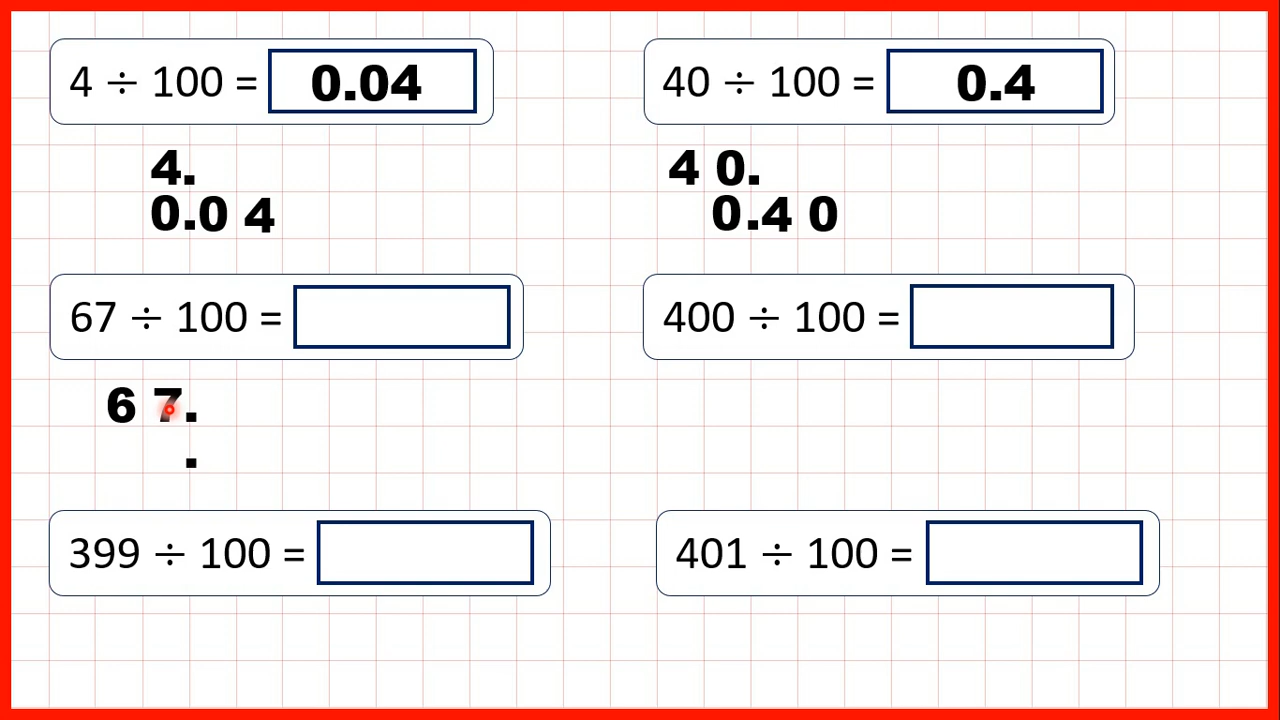 4 ÷ 100 = 0.04
40 ÷ 100 = 0.4
4.
0.0 4
4 0.
0.4 0
67 ÷ 100 =
400 ÷ 100 =
6 7.
.
399 ÷ 100 =
401 ÷ 100 =